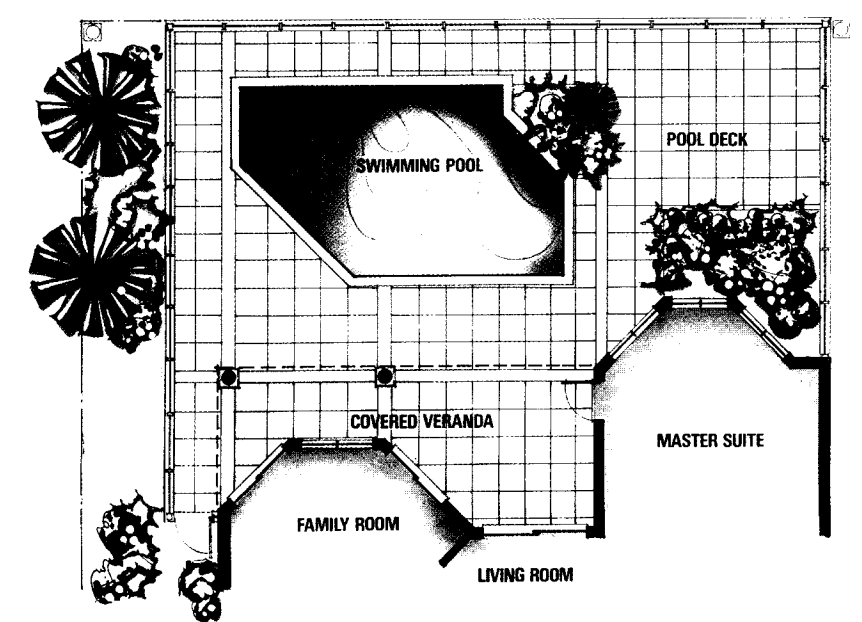 POOL DECK
SWIMMING POOL
COVERED VERANDA
MASTER SUITE
FAMILY ROOM
LIVING ROOM